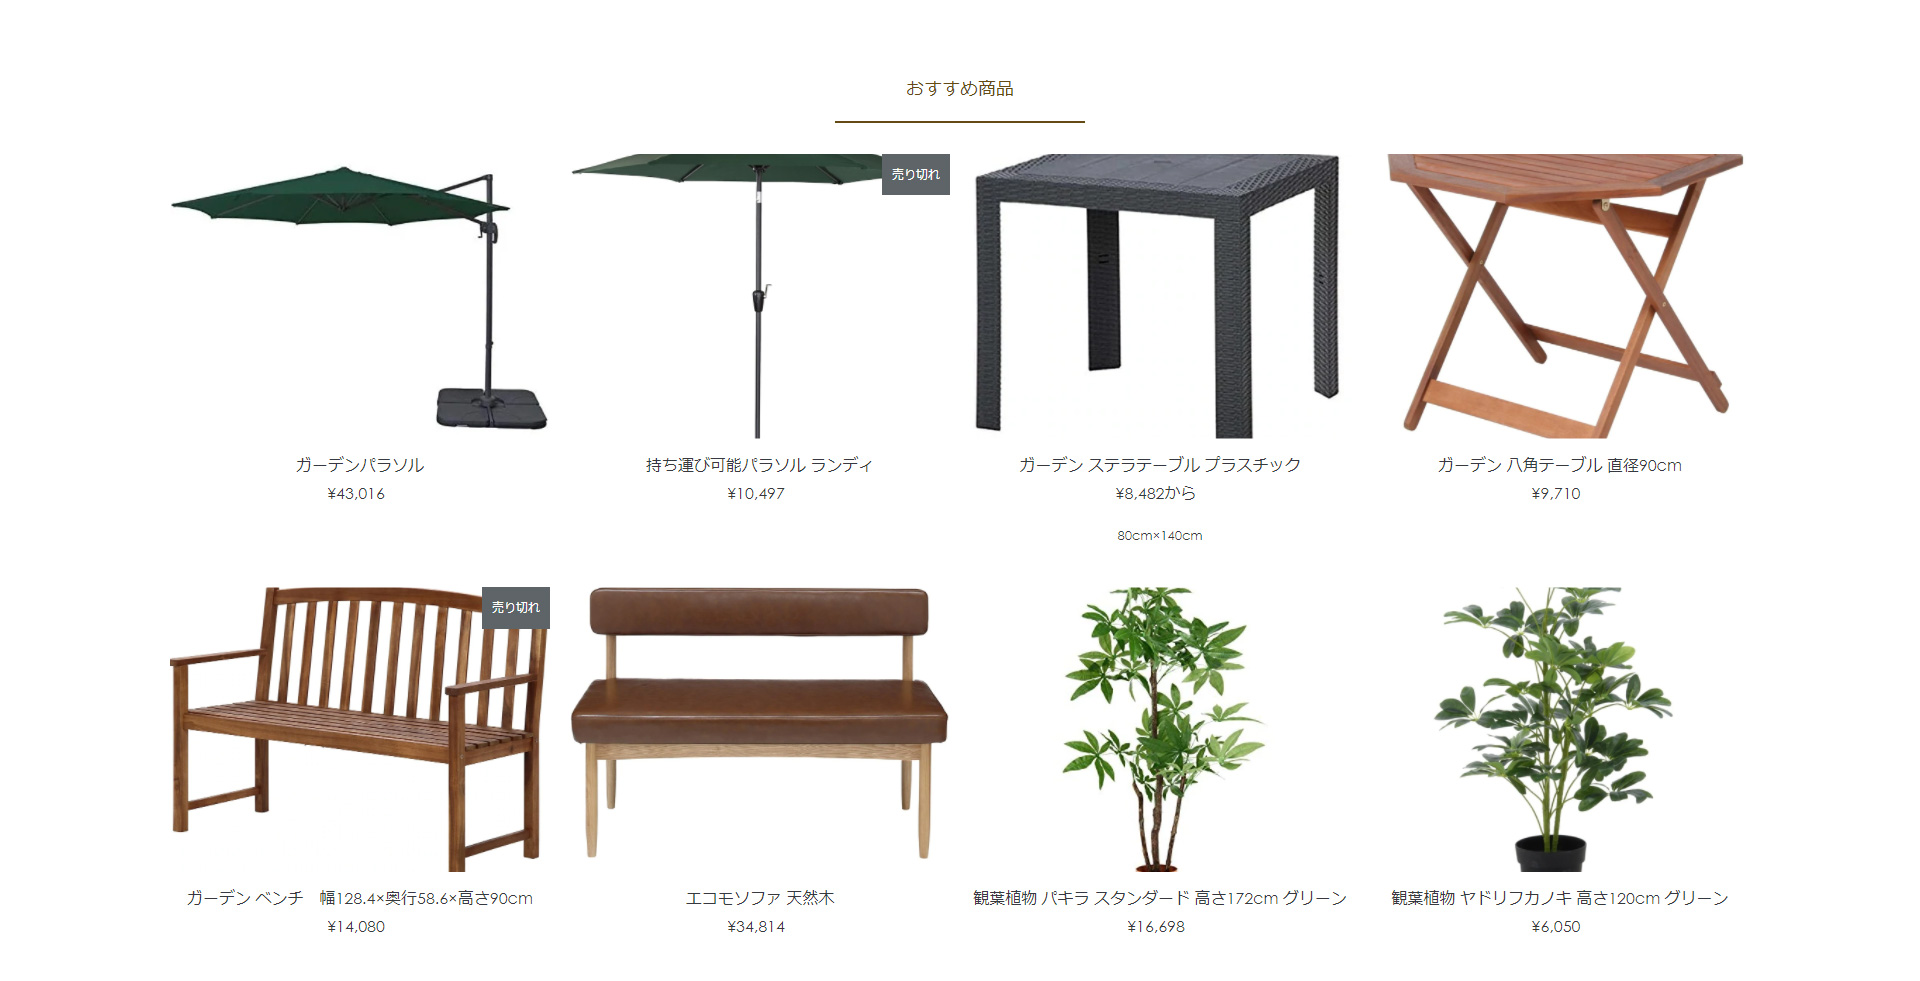 おすすめ商品
売り切れ
ガーデンパラソル
¥43,016
持ち運び可能パラソル ランディ
¥10,497
ガーデン ステラテーブル プラスチック
¥8,482から
80cm×140cm
ガーデン 八角テーブル 直径90cm
¥9,710
売り切れ
ガーデン ベンチ　幅128.4×奥行58.6×高さ90cm
¥14,080
エコモソファ 天然木
¥34,814
観葉植物 パキラ スタンダード 高さ172cm グリーン
¥16,698
観葉植物 ヤドリフカノキ 高さ120cm グリーン
¥6,050